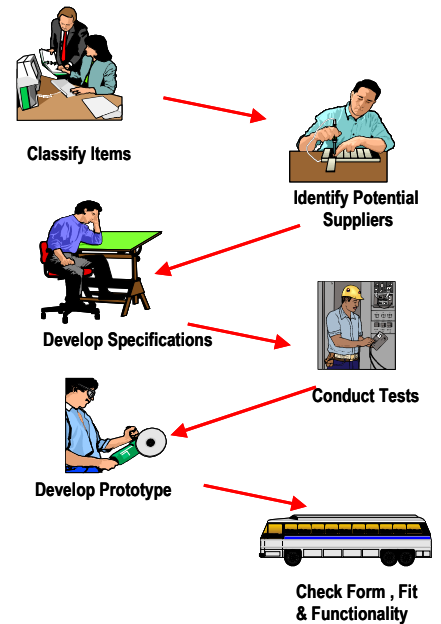 Classify Items
Identify Potential
Suppliers
Develop Specifications
Conduct Tests
Develop Prototype
Check Form , Fit
& Functionality